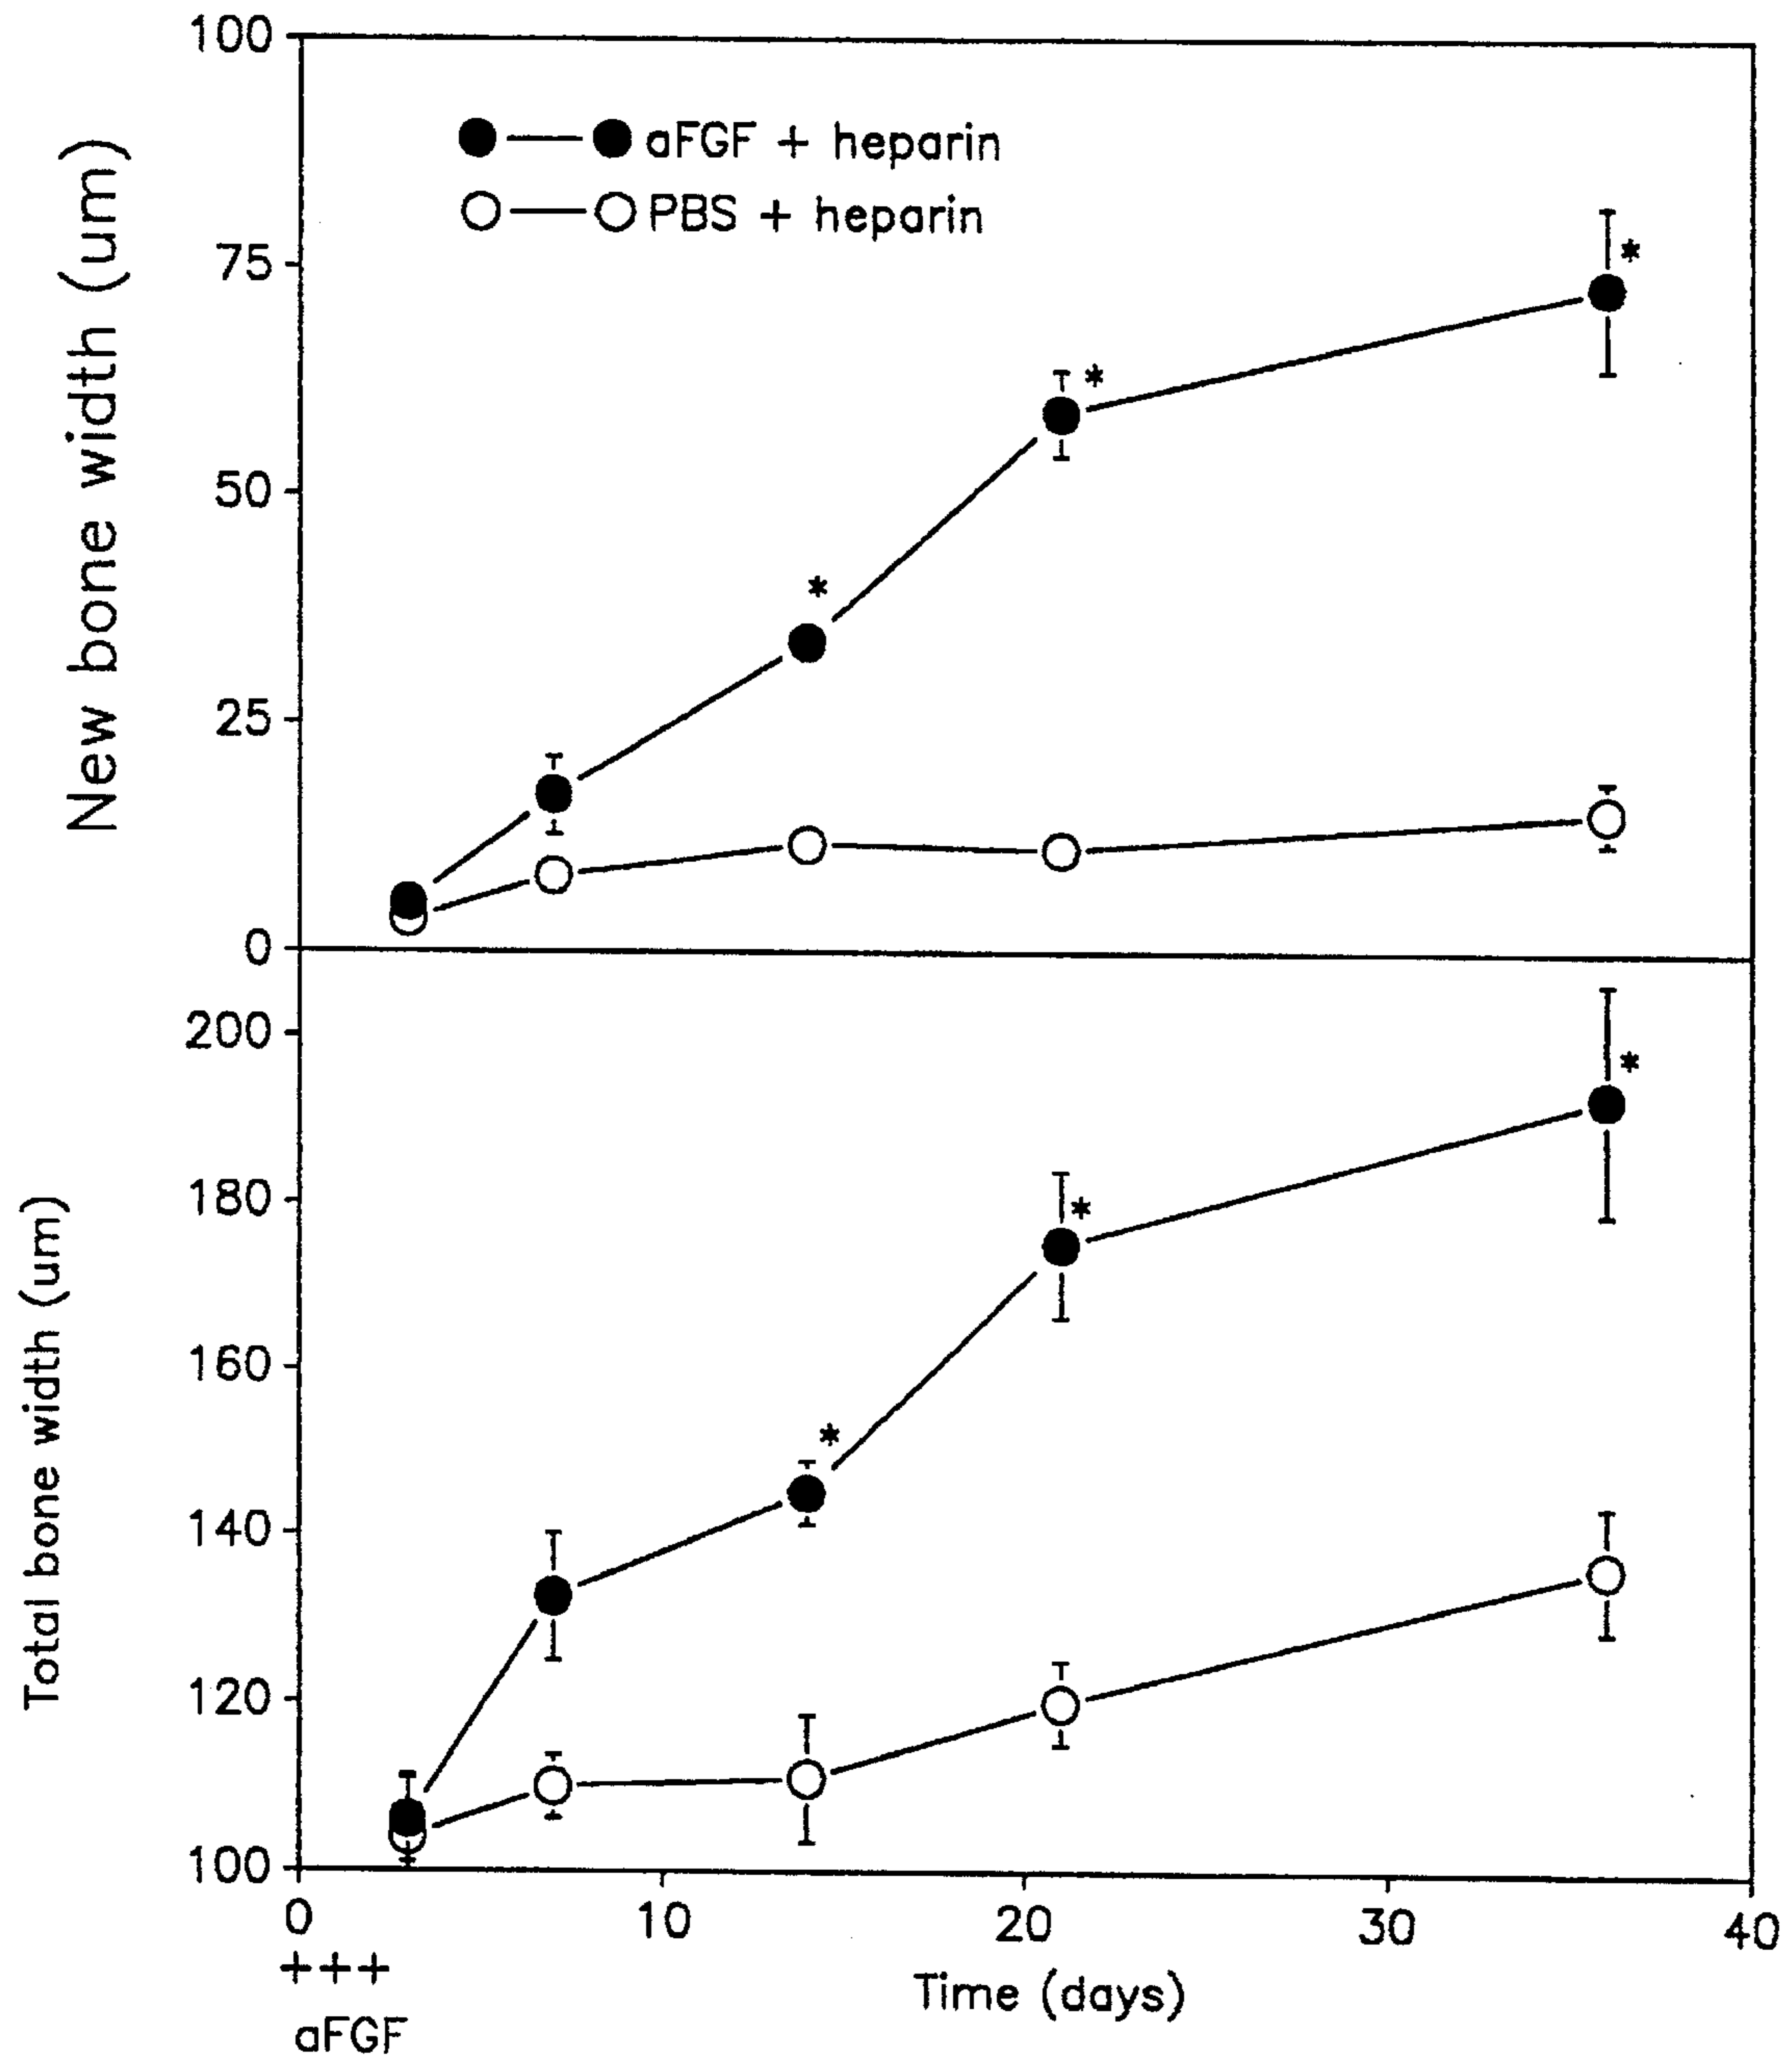 100
aFGF + heparin
PBS + heparin
75
*
*
50
*
25
0
New bone width (um)
200
*
180
*
160
*
140
120
100
Total bone width (um)
0 10 20 30 40
+++
aFGF
Time (days)